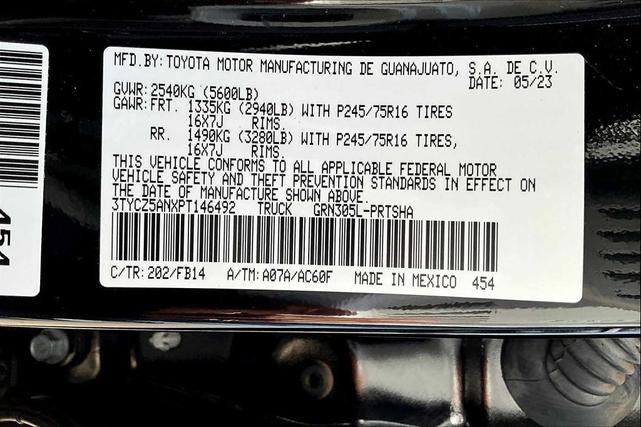 MFD.BY:TOYOTA MOTOR MANUFACTURING DE GUANAJUATO, S.A. DE C.V.
DATE: 05/23
GVWR:2540KG (5600LB)
GAWR:FRT. 1335KG (2940LB) WITH P245/75R16 TIRES
16X7J RIMS.
RR. 1490KG (3280LB) WITH P245/75R16 TIRES,
16X7J RIMS.
THIS VEHICLE CONFORMS TO ALL APPLICABLE FEDERAL MOTOR
VEHICLE SAFETY AND THEFT PREVENTION STANDARDS IN EFFECT ON
THE DATE OF MANUFACTURE SHOWN ABOVE.
3TYCZ5ANXPT146492 TRUCK GRN305L-PRTSHA
C/TR:202/FB14 A/TM:A07A/AC60F MADE IN MEXICO 454
454